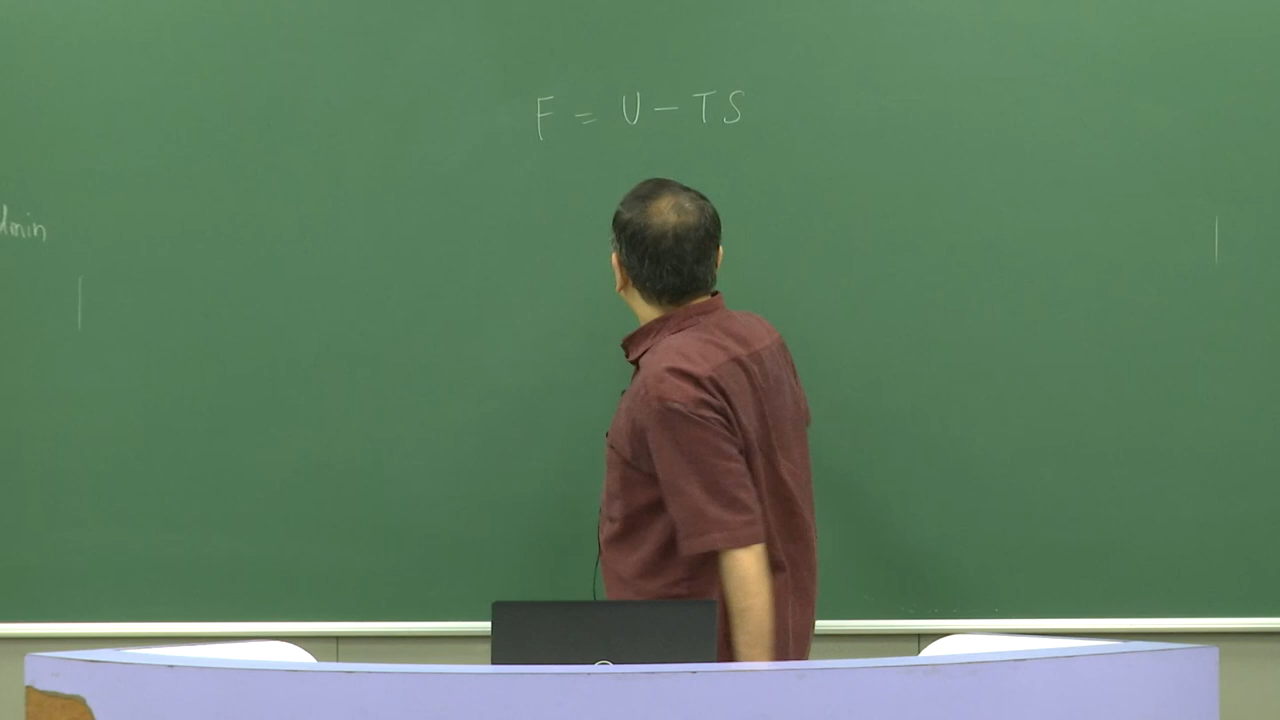 F = U - TS